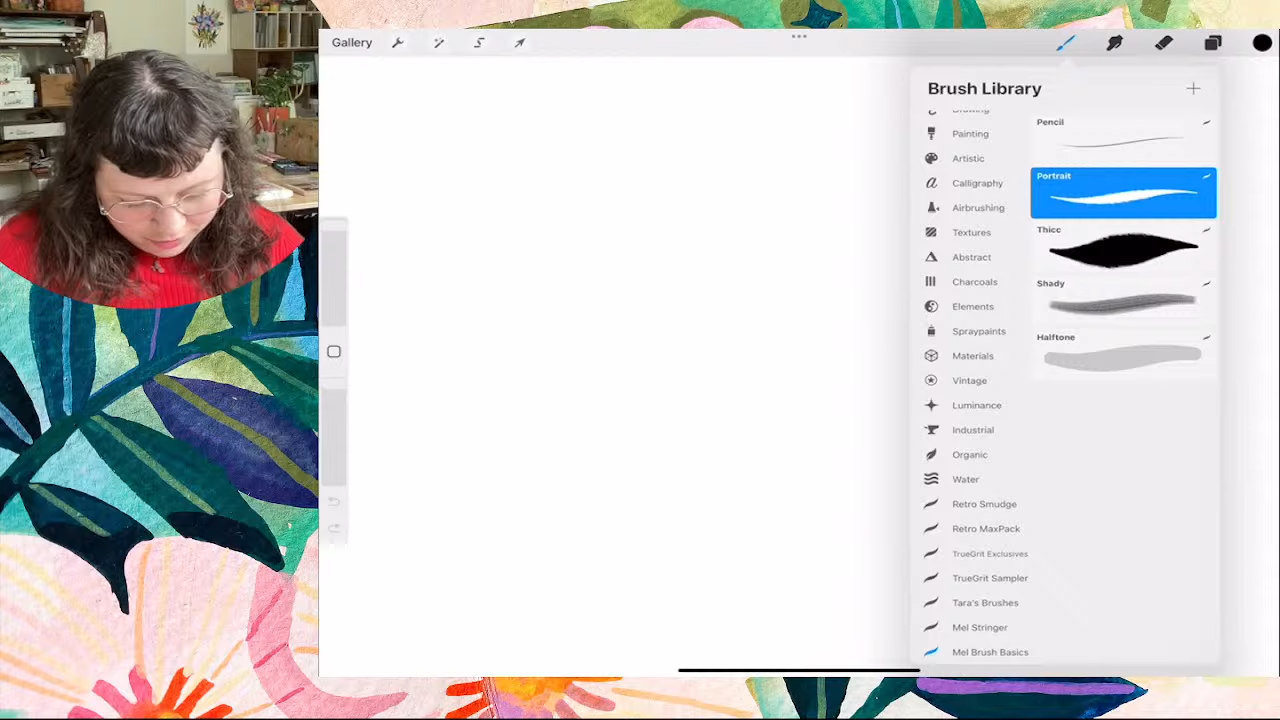 Gallery
Brush Library
Drawing
Painting
Artistic
Calligraphy
Airbrushing
Textures
Abstract
Charcoals
Elements
Spraypaints
Materials
Vintage
Luminance
Industrial
Organic
Water
Retro Smudge
Retro MaxPack
TrueGrit Exclusives
TrueGrit Sampler
Tara's Brushes
Mel Stringer
Mel Brush Basics
Pencil
Portrait
Thicc
Shady
Halftone